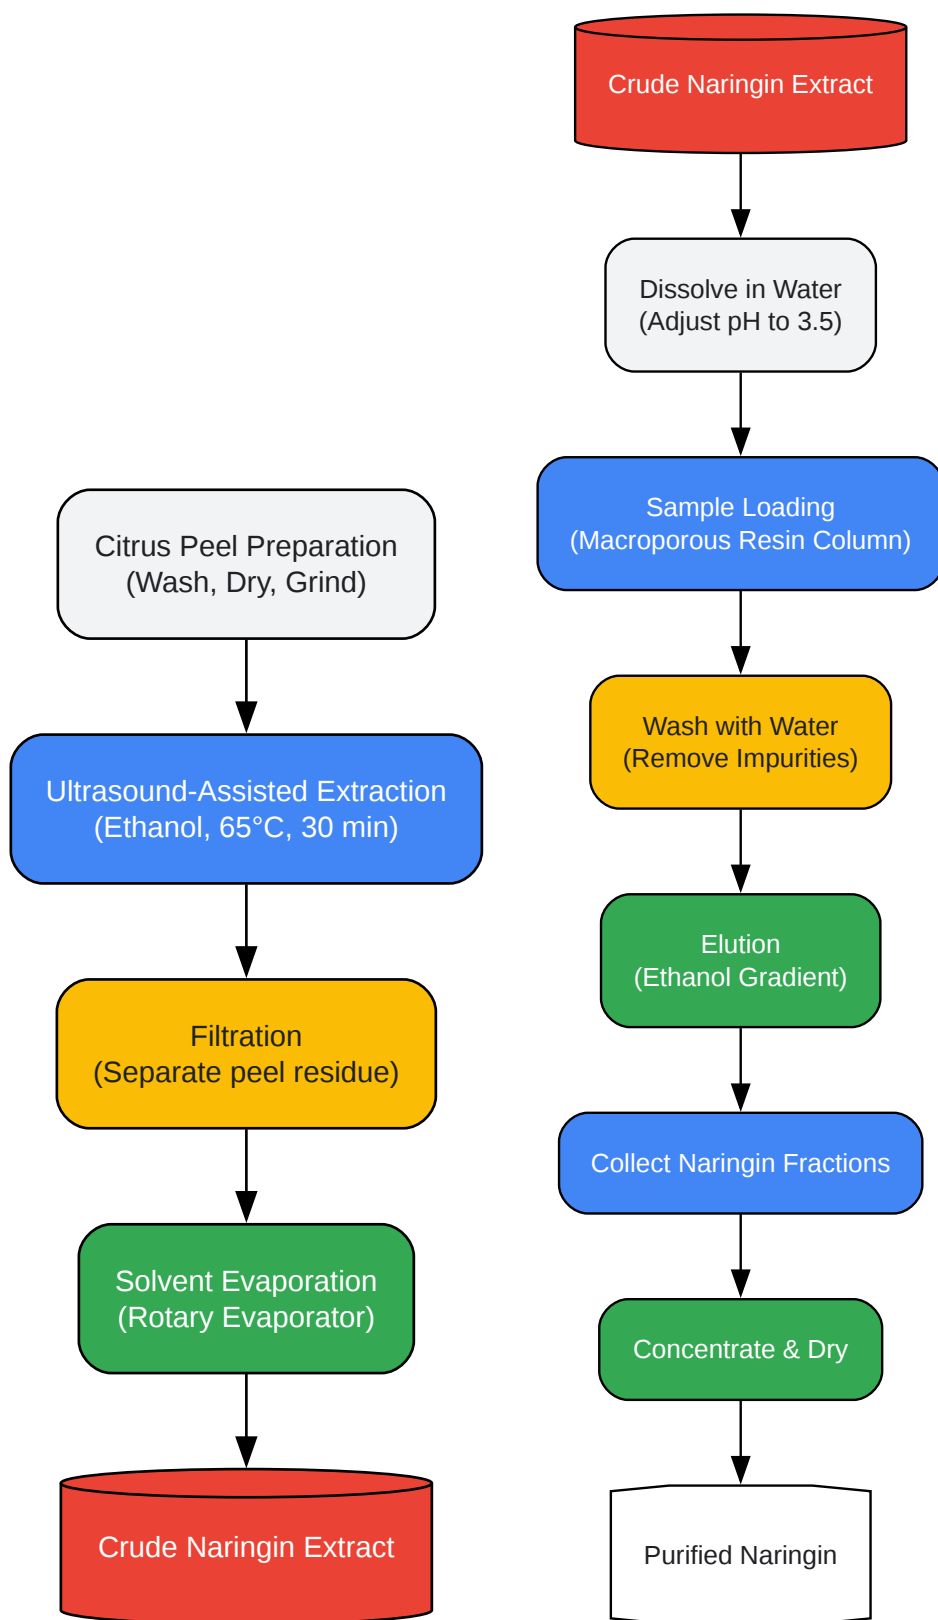 Citrus Peel Preparation
(Wash, Dry, Grind)
Ultrasound-Assisted Extraction
(Ethanol, 65°C, 30 min)
Filtration
(Separate peel residue)
Solvent Evaporation
(Rotary Evaporator)
Crude Naringin Extract
Crude Naringin Extract
Dissolve in Water
(Adjust pH to 3.5)
Sample Loading
(Macroporous Resin Column)
Wash with Water
(Remove Impurities)
Elution
(Ethanol Gradient)
Collect Naringin Fractions
Concentrate & Dry
Purified Naringin